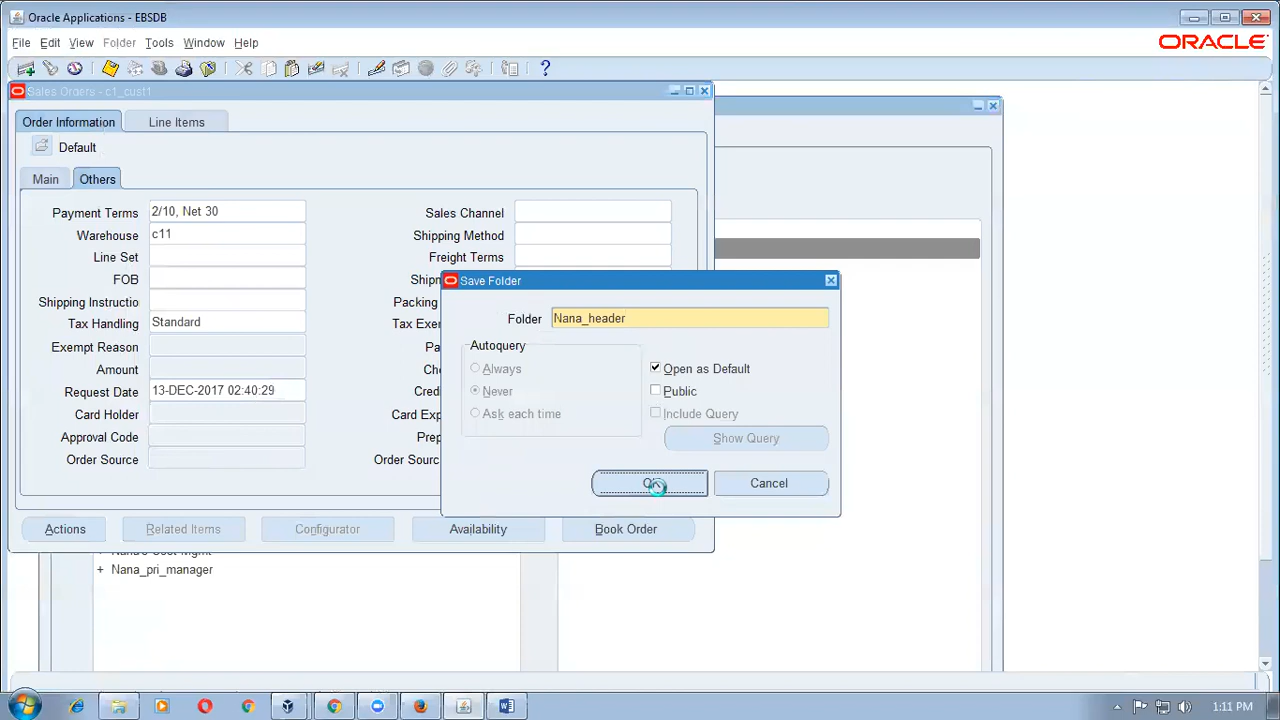 Oracle Applications - EBSDB
File Edit View Folder Tools Window Help
ORACLE
Sales Orders - c1_cust1
Order Information Line Items
Default
Main Others
Payment Terms 2/10, Net 30 Sales Channel
Warehouse c11 Shipping Method
Line Set Freight Terms
FOB
Shipping Instructio Packing
Tax Handling Standard Tax Exe
Exempt Reason
Amount
Request Date 13-DEC-2017 02:40:29
Card Holder Card Exp
Approval Code
Order Source Order Sourc
Save Folder
Folder Nana_header
Autoquery
Always Open as Default
Never Public
Ask each time Include Query
Show Query
Cancel
Actions Related Items Configurator Availability Book Order
+ Nana_pri_manager
1:11 PM